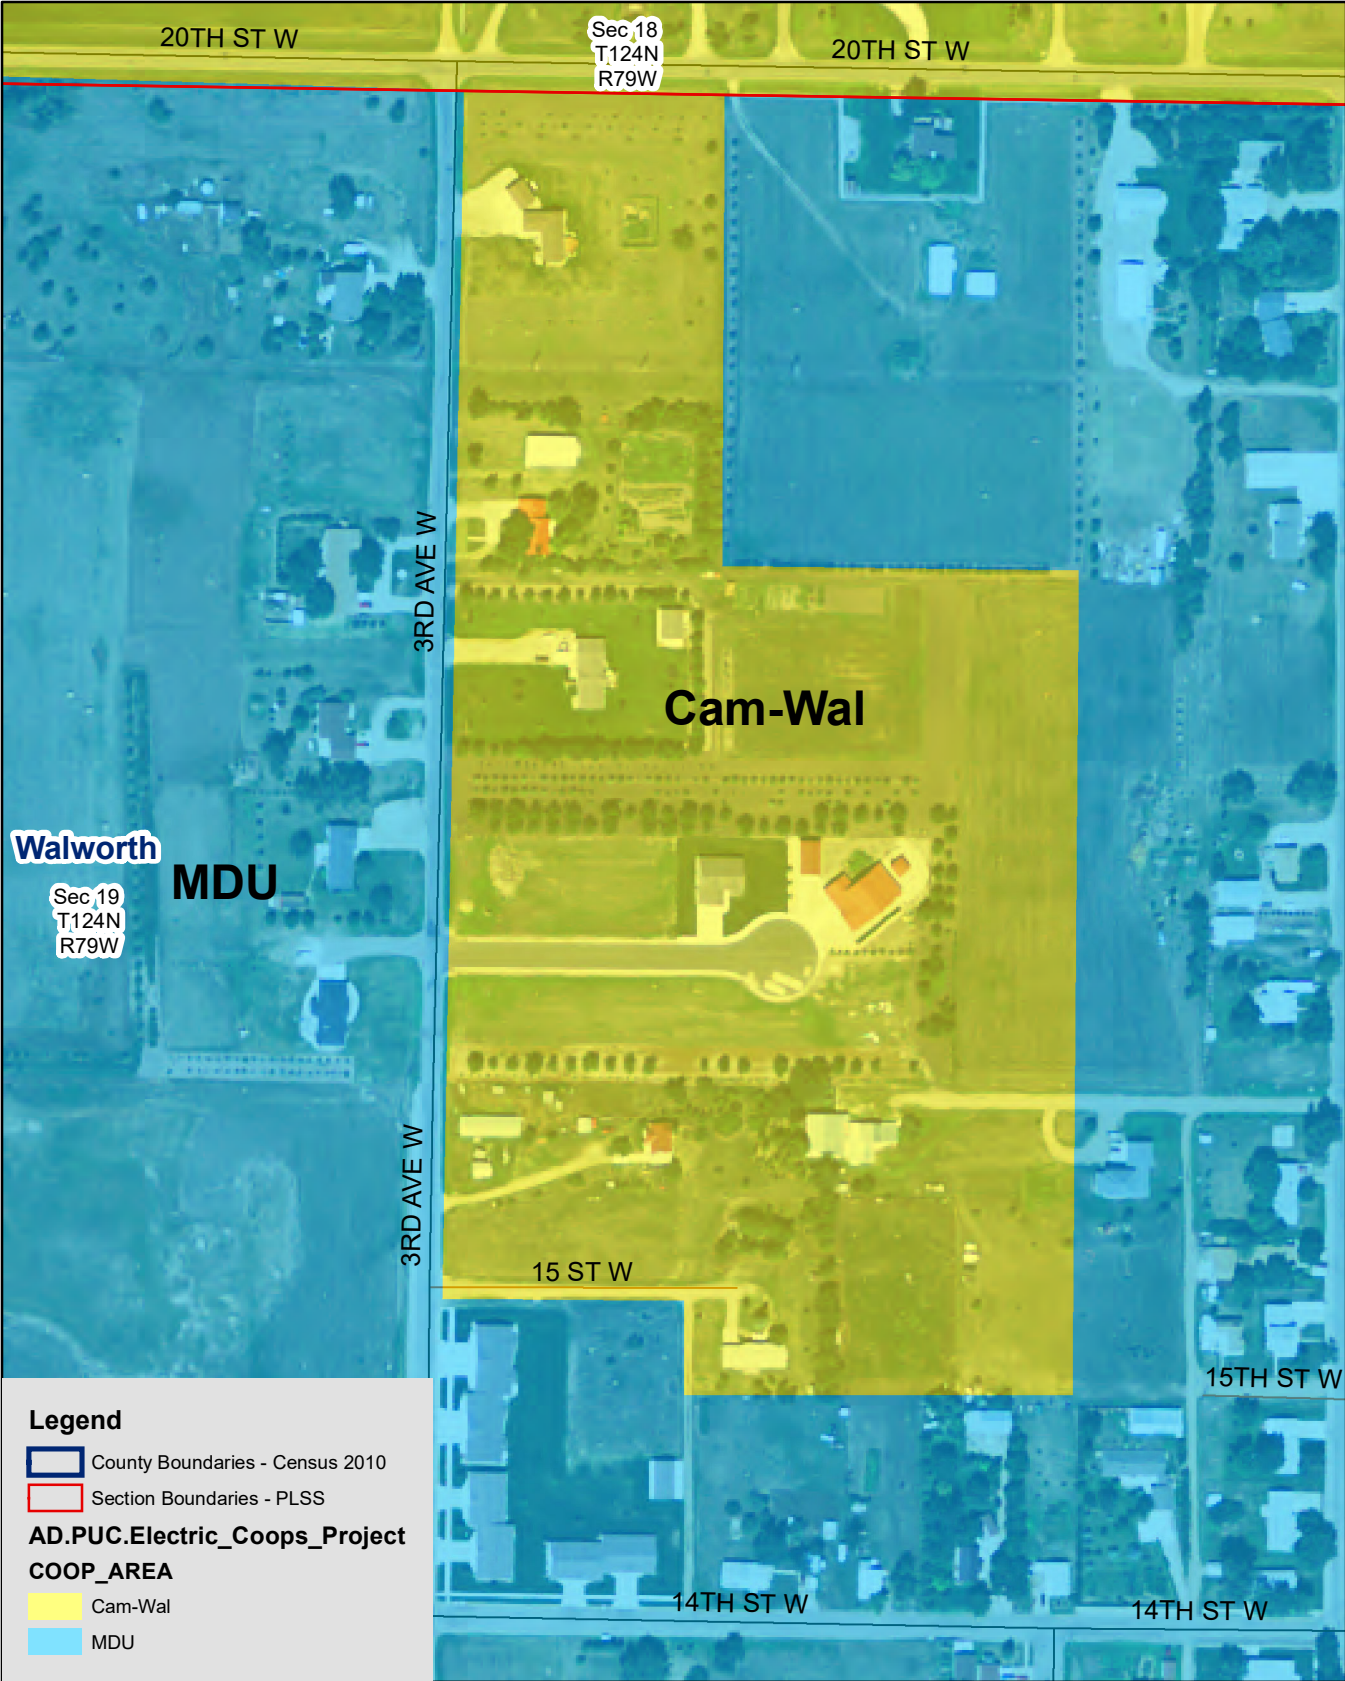 20TH ST W
Sec 18
T124N
R79W
20TH ST W
3RD AVE W
Cam-Wal
Walworth
MDU
Sec 19
T124N
R79W
3RD AVE W
15 ST W
15TH ST W
14TH ST W
14TH ST W
Legend
County Boundaries - Census 2010
Section Boundaries - PLSS
AD.PUC.Electric_Coops_Project
COOP_AREA
Cam-Wal
MDU